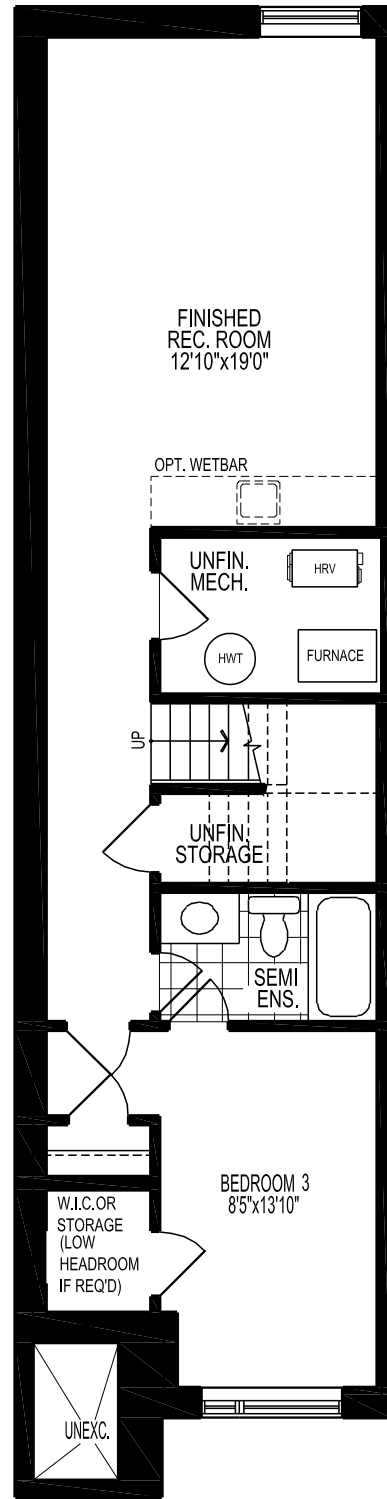 FINISHED
REC. ROOM
12'10"x19'0"
OPT. WETBAR
UNFIN.
MECH.
HRV
HWT
FURNACE
UP
UNFIN.
STORAGE
SEMI
ENS.
BEDROOM 3
8'5"x13'10"
W.I.C.OR
STORAGE
(LOW
HEADROOM
IF REQ'D)
UNEXC.